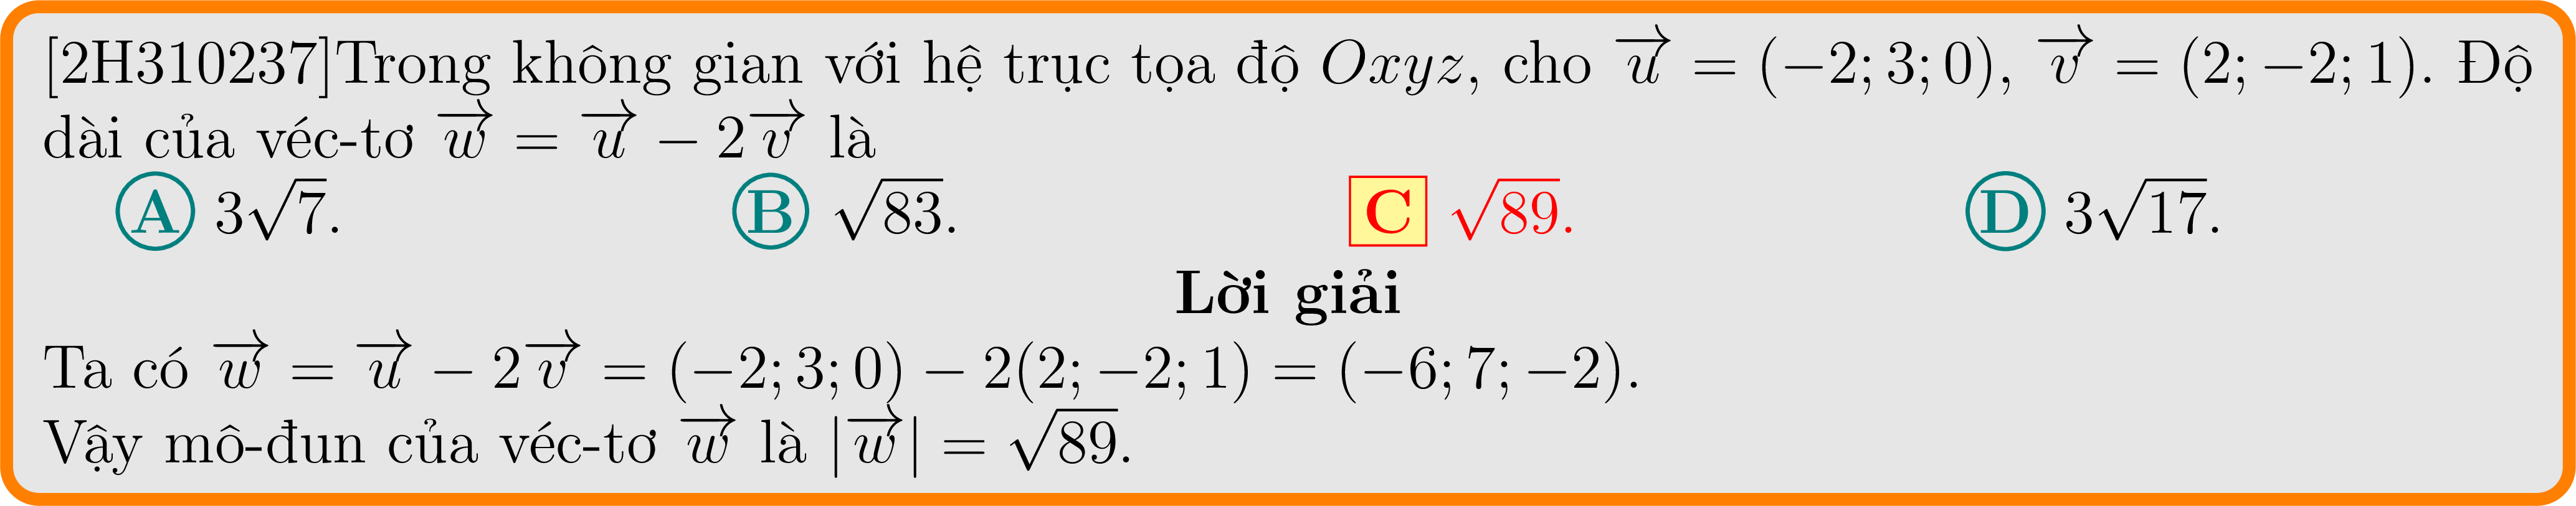 [2H310237]Trong không gian với hệ trục tọa độ $Oxyz$, cho $\overrightarrow{u} = (-2; 3; 0)$, $\overrightarrow{v} = (2; -2; 1)$. Độ
dài của véc-tơ $\overrightarrow{w} = \overrightarrow{u} - 2\overrightarrow{v}$ là
A $3\sqrt{7}$. B $\sqrt{83}$. C $\sqrt{89}$. D $3\sqrt{17}$.
Lời giải
Ta có $\overrightarrow{w} = \overrightarrow{u} - 2\overrightarrow{v} = (-2; 3; 0) - 2(2; -2; 1) = (-6; 7; -2)$.
Vậy mô-đun của véc-tơ $\overrightarrow{w}$ là $|\overrightarrow{w}| = \sqrt{89}$.